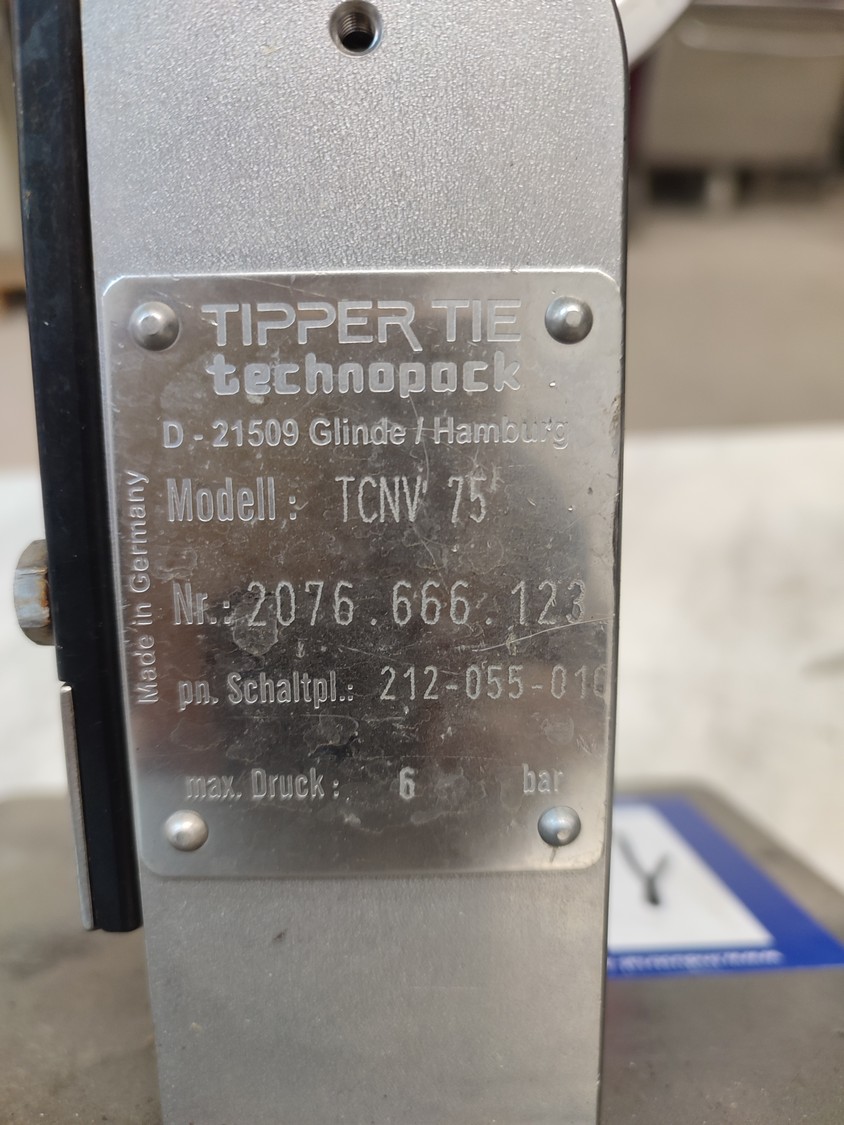 TIPPER TIE
technopack
D - 21509 Glinde / Hamburg
Modell: TCNV 75
Nr.: 2076.666.123
pn. Schaltpl.: 212-055-010
max. Druck: 6 bar
Made in Germany